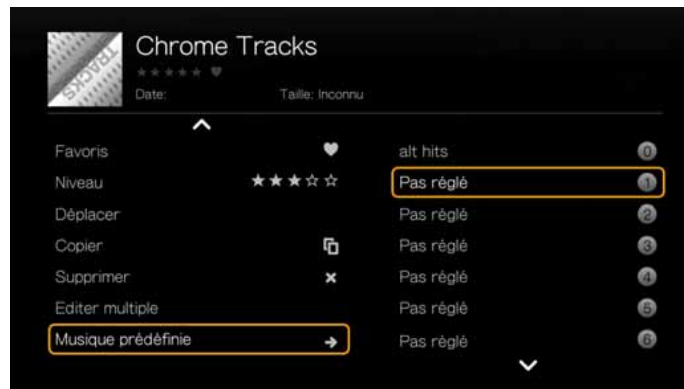 TRACKS
Chrome Tracks
Date: Taille: Inconnu
Favoris
Niveau
Déplacer
Copier
Supprimer
Editer multiple
Musique prédéfinie
alt hits 0
Pas réglé 1
Pas réglé 2
Pas réglé 3
Pas réglé 4
Pas réglé 5
Pas réglé 6